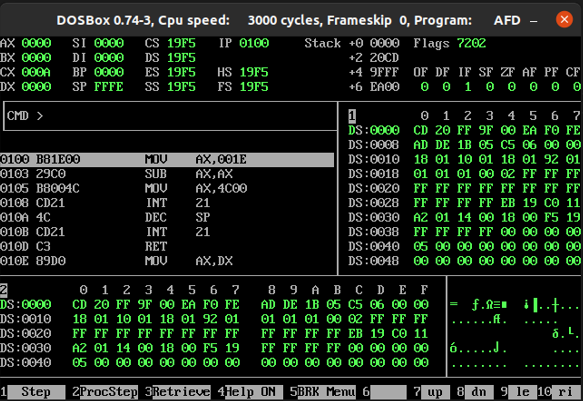 DOSBox 0.74-3, Cpu speed: 3000 cycles, Frameskip 0, Program: AFD
AX 0000 SI 0000 CS 19F5 IP 0100 Stack +0 0000 Flags 7202
BX 0000 DI 0000 DS 19F5 +2 20CD
CX 000A BP 0000 ES 19F5 HS 19F5 +4 9FFF OF DF IF SF ZF AF PF CF
DX 0000 SP FFFE SS 19F5 FS 19F5 +6 EA00 0 0 1 0 0 0 0 0
CMD >
1 0 1 2 3 4 5 6 7
DS:0000 CD 20 FF 9F 00 EA F0 FE
DS:0008 AD DE 1B 05 C5 06 00 00
0100 B81E00 MOV AX,001E DS:0010 18 01 10 01 18 01 92 01
0103 29C0 SUB AX,AX DS:0018 01 01 01 00 02 FF FF FF
0105 B8004C MOV AX,4C00 DS:0020 FF FF FF FF FF FF FF FF
0108 CD21 INT 21 DS:0028 FF FF FF FF EB 19 C0 11
010A 4C DEC SP DS:0030 A2 01 14 00 18 00 F5 19
010B CD21 INT 21 DS:0038 FF FF FF FF 00 00 00 00
010D C3 RET DS:0040 05 00 00 00 00 00 00 00
010E 89D0 MOV AX,DX DS:0048 00 00 00 00 00 00 00 00
2 0 1 2 3 4 5 6 7 8 9 A B C D E F
DS:0000 CD 20 FF 9F 00 EA F0 FE AD DE 1B 05 C5 06 00 00
DS:0010 18 01 10 01 18 01 92 01 01 01 01 00 02 FF FF FF
DS:0020 FF FF FF FF FF FF FF FF FF FF FF FF EB 19 C0 11
DS:0030 A2 01 14 00 18 00 F5 19 FF FF FF FF 00 00 00 00
DS:0040 05 00 00 00 00 00 00 00 00 00 00 00 00 00 00 00
1 Step 2ProcStep 3Retrieve 4Help ON 5BRK Menu 6 7 up 8 dn 9 le 10 ri